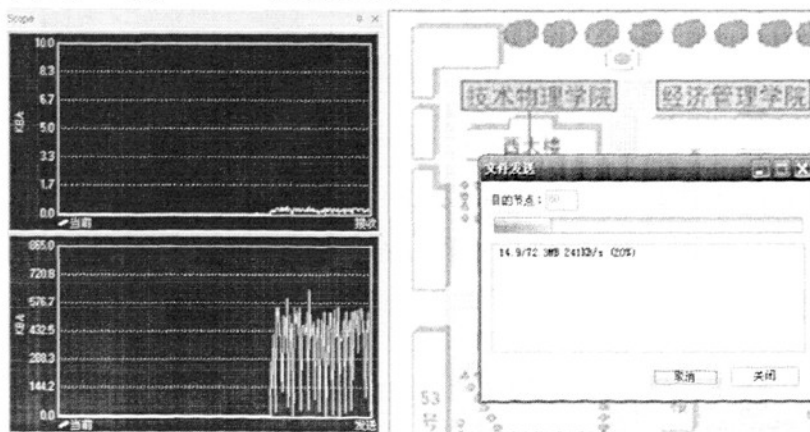 Scope
10.0
8.3
6.7
5.0
3.3
1.7
0.0
KB/s
当前
接收
865.0
720.8
576.7
432.5
288.3
144.2
0.0
KB/s
当前
发送
技术物理学院
经济管理学院
西大楼
文件发送
目的节点：
14.9/72.3MB 241KB/s (20%)
取消
关闭
53